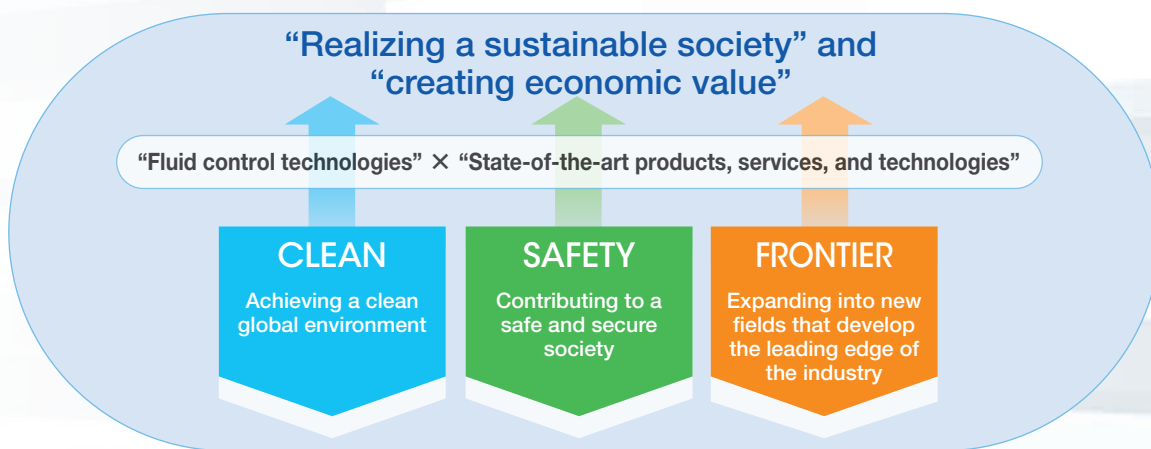 “Realizing a sustainable society” and
“creating economic value”
“Fluid control technologies” × “State-of-the-art products, services, and technologies”
CLEAN
Achieving a clean
global environment
SAFETY
Contributing to a
safe and secure
society
FRONTIER
Expanding into new
fields that develop
the leading edge of
the industry